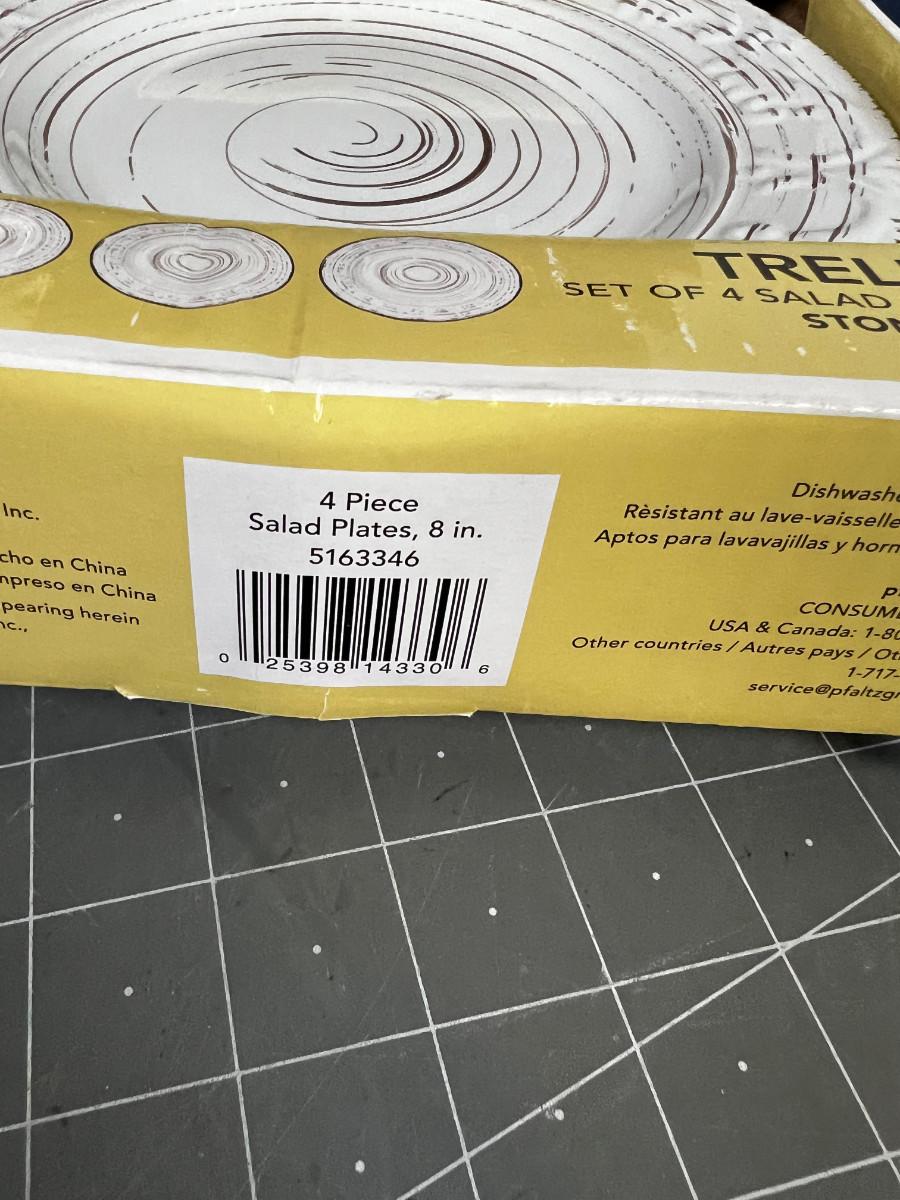 TREL
SET OF 4 SALAD
STO
Inc.
cho en China
mpreso en China
pearing herein
nc.,
4 Piece
Salad Plates, 8 in.
5163346
0 25398 14330 6
Dishwash
Rèsistant au lave-vaisselle
Aptos para lavavajillas y horn
CONSUM
USA & Canada: 1-80
Other countries / Autres pays / Ot
1-717-
service@pfaltzgr